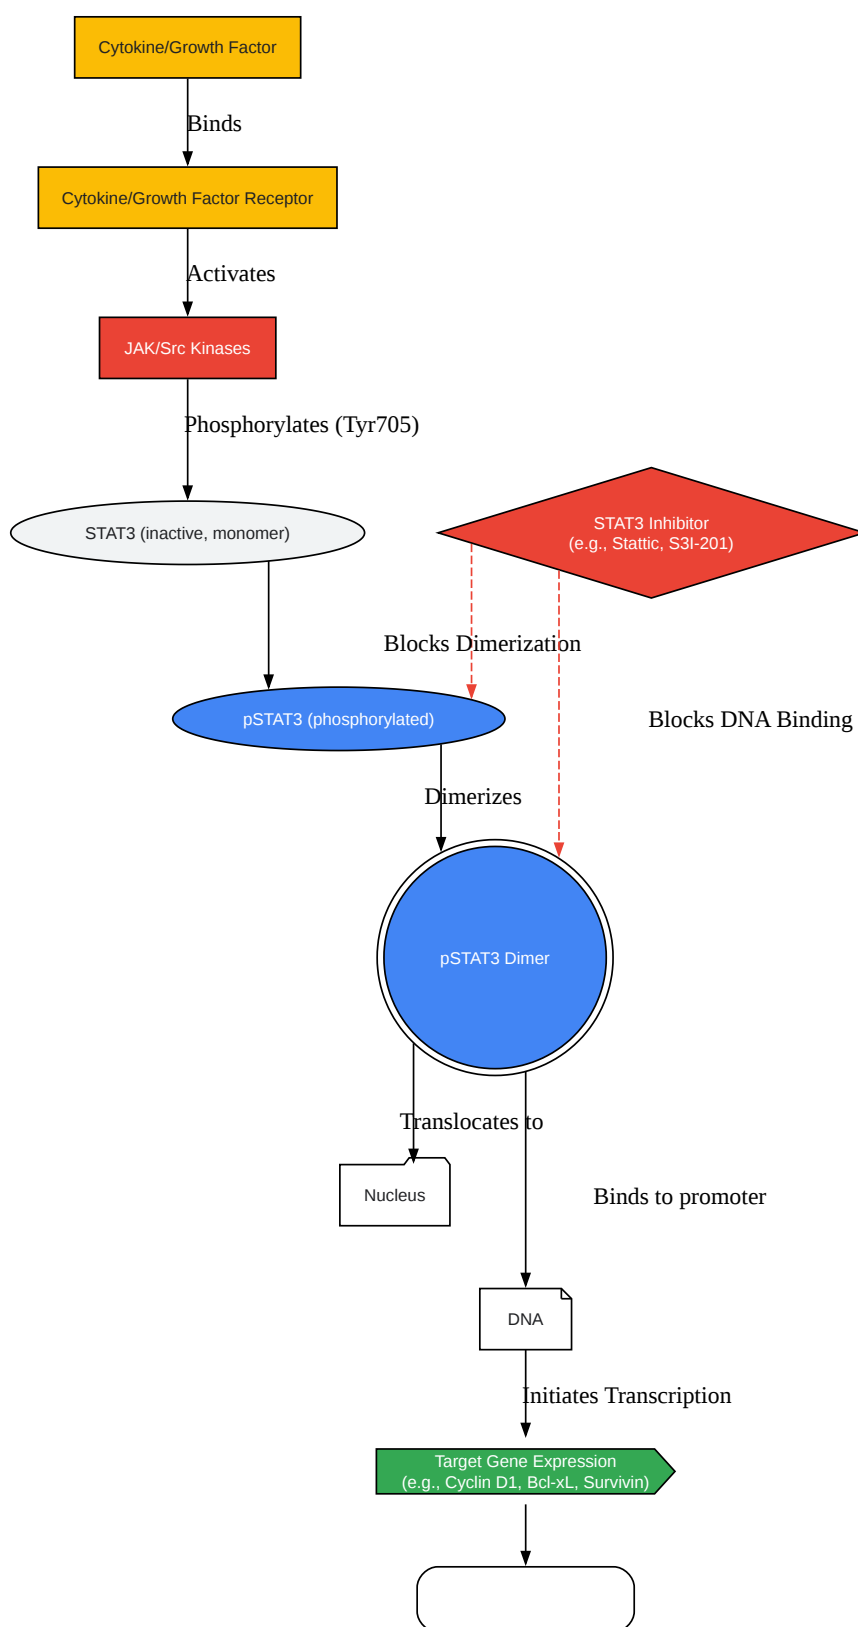 Cytokine/Growth Factor
Binds
Cytokine/Growth Factor Receptor
Activates
JAK/Src Kinases
Phosphorylates (Tyr705)
STAT3 (inactive, monomer)
STAT3 Inhibitor
(e.g., Stattic, S3I-201)
Blocks Dimerization
pSTAT3 (phosphorylated)
Blocks DNA Binding
Dimerizes
pSTAT3 Dimer
Translocates to
Nucleus
Binds to promoter
DNA
Initiates Transcription
Target Gene Expression
(e.g., Cyclin D1, Bcl-xL, Survivin)